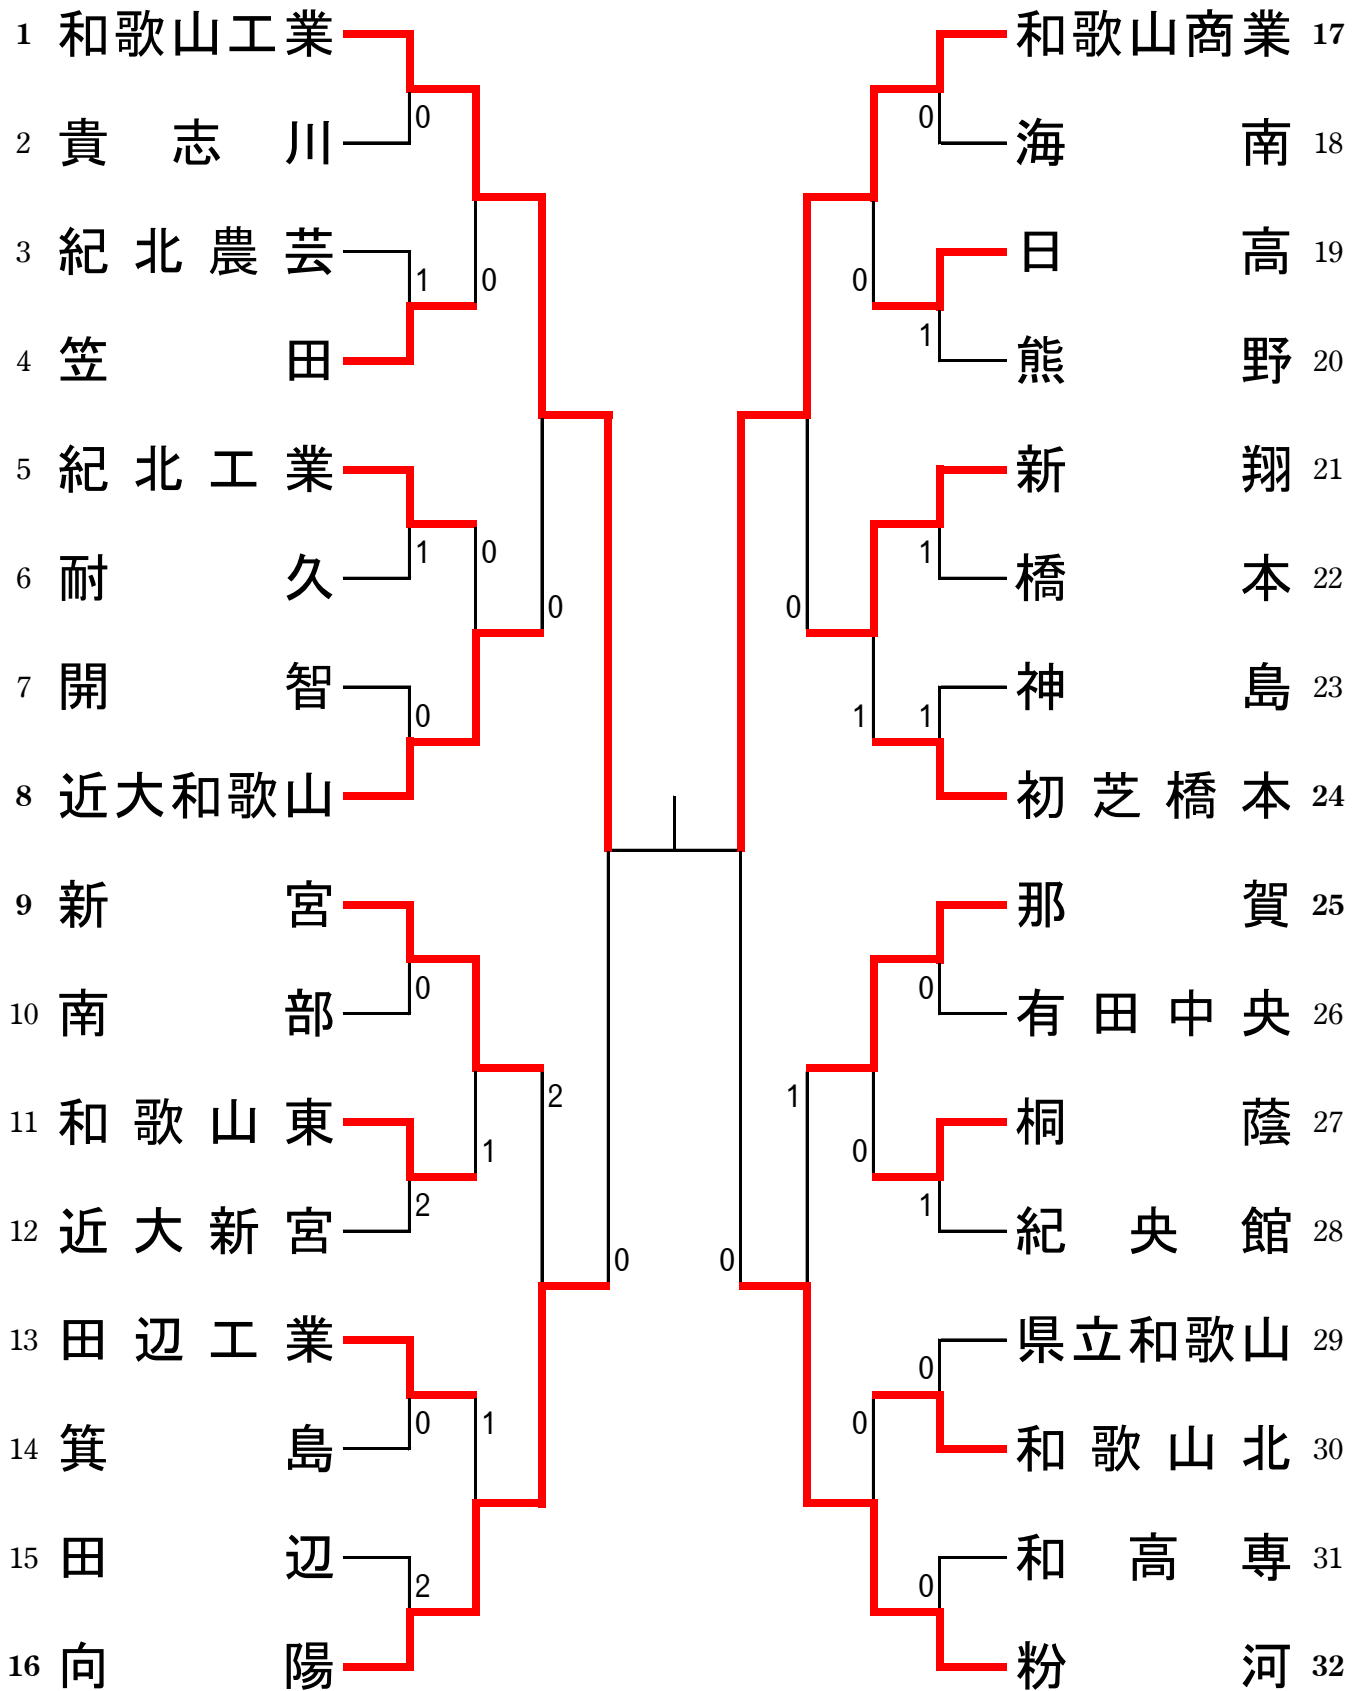 1 和歌山工業
0
2 貴志川
3 紀北農芸
1
0
4 笠田
5 紀北工業
1
0
6 耐久
0
7 開智
0
8 近大和歌山
9 新宮
0
10 南部
2
11 和歌山東
1
2
12 近大新宮
0
13 田辺工業
0
1
14 箕島
15 田辺
2
16 向陽
和歌山商業 17
0
海南 18
日高 19
0
1
熊野 20
新翔 21
1
橋本 22
0
神島 23
1
1
初芝橋本 24
那賀 25
0
有田中央 26
1
桐蔭 27
0
1
紀央館 28
0
県立和歌山 29
0
0
和歌山北 30
和高専 31
0
粉河 32